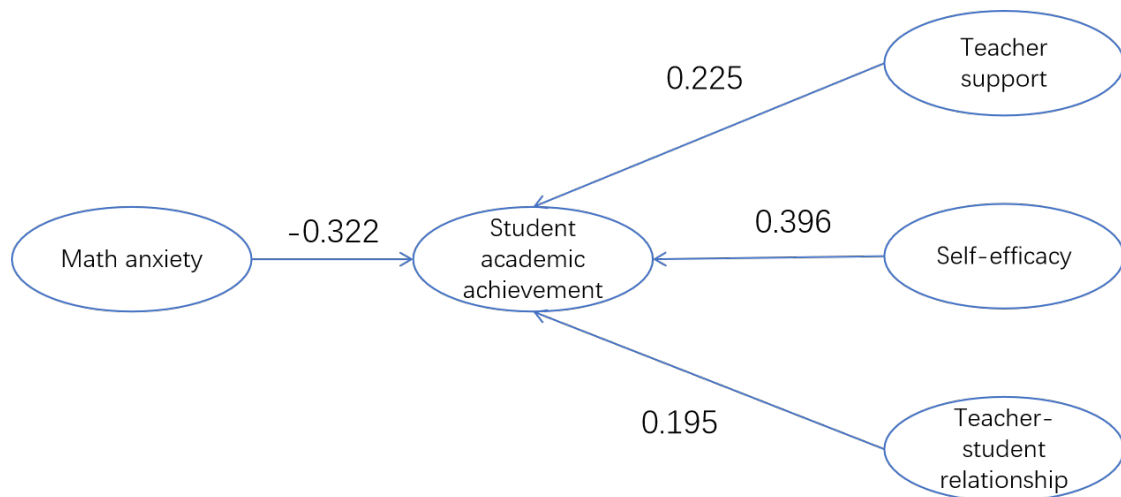 Teacher
support
0.225
-0.322
0.396
Math anxiety
Student
academic
achievement
Self-efficacy
0.195
Teacher-
student
relationship